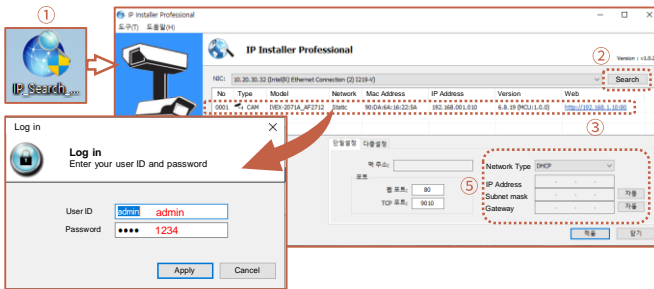 ①
IP_Search_...
IP Installer Professional
도구(T) 도움말(H)
IP Installer Professional
②
Version : v1.0.2
NIC: 10.20.30.32 (Intel(R) Ethernet Connection (2) I219-V)
Search
No Type Model Network Mac Address IP Address Version Web
0001 CAM IVEX-2071A_AF2712 Static 90:DA:6A:16:22:5A 192.168.001.010 6.8.19 (MCU:1.0.0) http://192.168.1.10:80
③
Log in
Log in
Enter your user ID and password
User ID admin admin
Password •••• 1234
Apply Cancel
단일설정 다중설정
맥 주소:
포트
웹 포트: 80
TCP 포트: 9010
⑤
Network Type DHCP
IP Address
Subnet mask 자동
Gateway 자동
적용 닫기